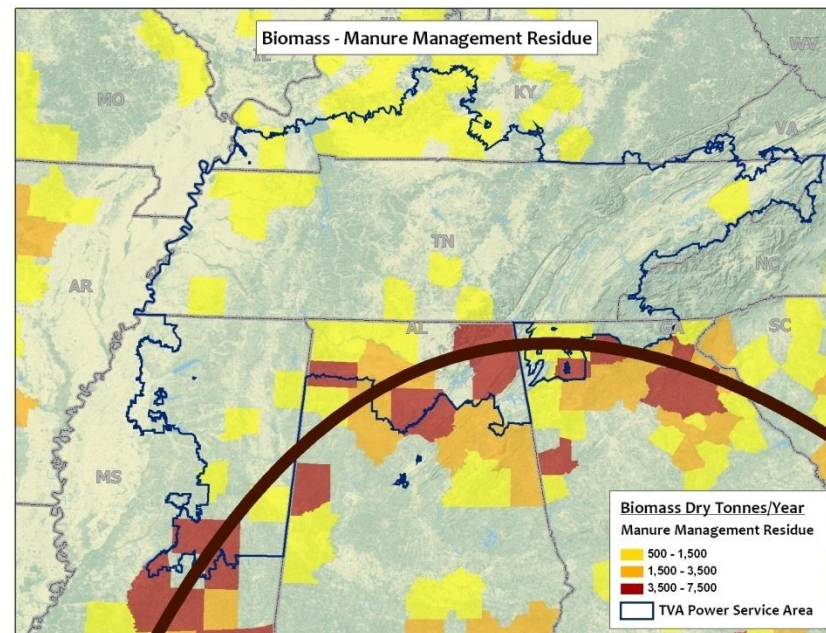 Biomass - Manure Management Residue
IL
IN
WV
MO
KY
VA
TN
NC
AR
AL
GA
SC
MS
Biomass Dry Tonnes/Year
Manure Management Residue
500 - 1,500
1,500 - 3,500
3,500 - 7,500
TVA Power Service Area